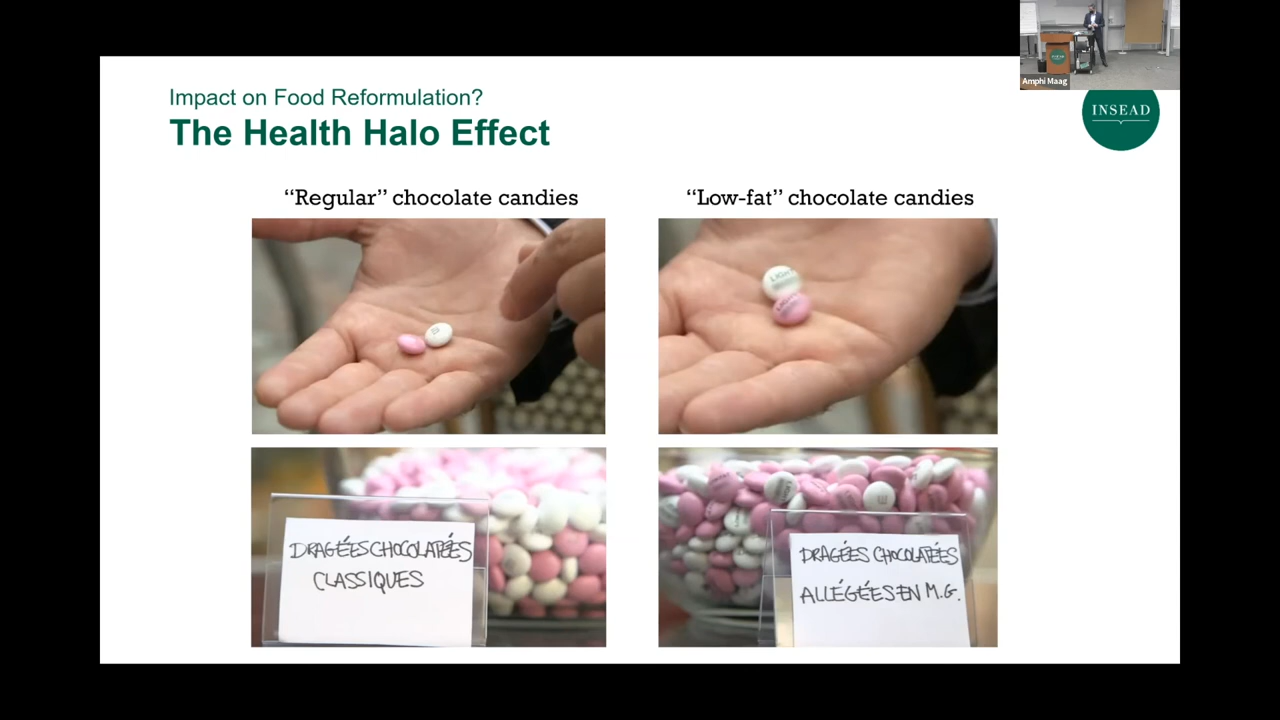 Amphi Maag
INSEAD
Impact on Food Reformulation?
The Health Halo Effect
“Regular” chocolate candies
“Low-fat” chocolate candies
DRAGÉES CHOCOLATÉES
CLASSIQUES
DRAGÉES CHOCOLATÉES
ALLÉGÉES EN M.G.